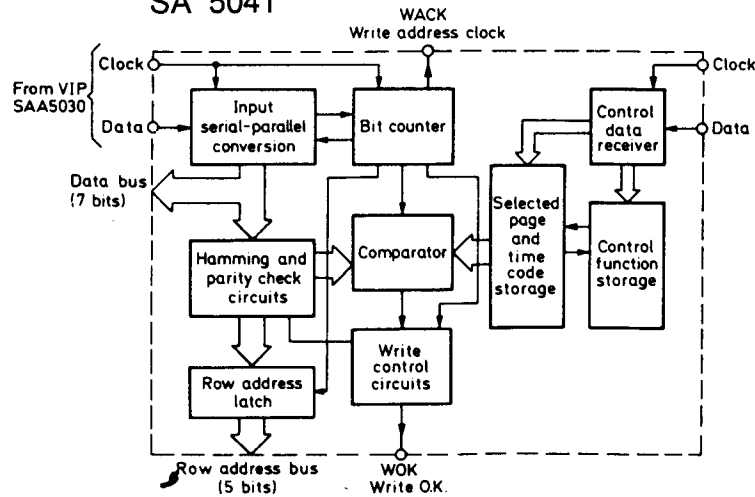 SA 5041
WACK
Write address clock
Clock
From VIP
SAA5030
Data
Input
serial-parallel
conversion
Bit counter
Control
data
receiver
Clock
Data
Data bus
(7 bits)
Selected
page
and
time
code
storage
Control
function
storage
Hamming and
parity check
circuits
Comparator
Row address
latch
Write
control
circuits
Row address bus
(5 bits)
WOK
Write O.K.